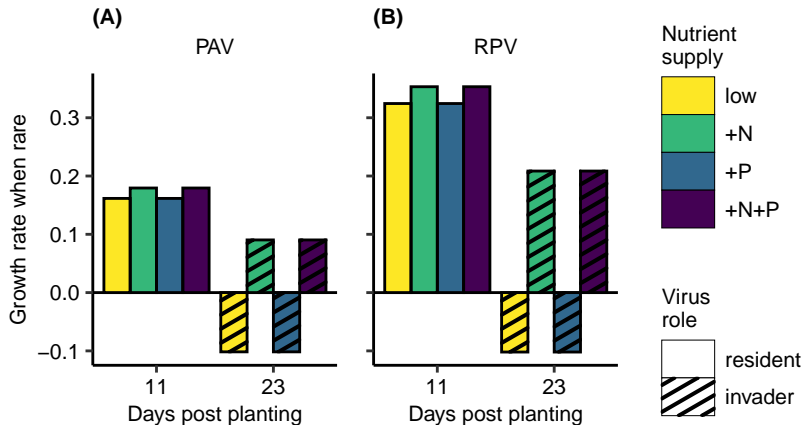 (A)
PAV
(B)
RPV
Growth rate when rare
0.3
0.2
0.1
0.0
−0.1
11
23
Days post planting
11
23
Days post planting
Nutrient
supply
low
+N
+P
+N+P
Virus
role
resident
invader